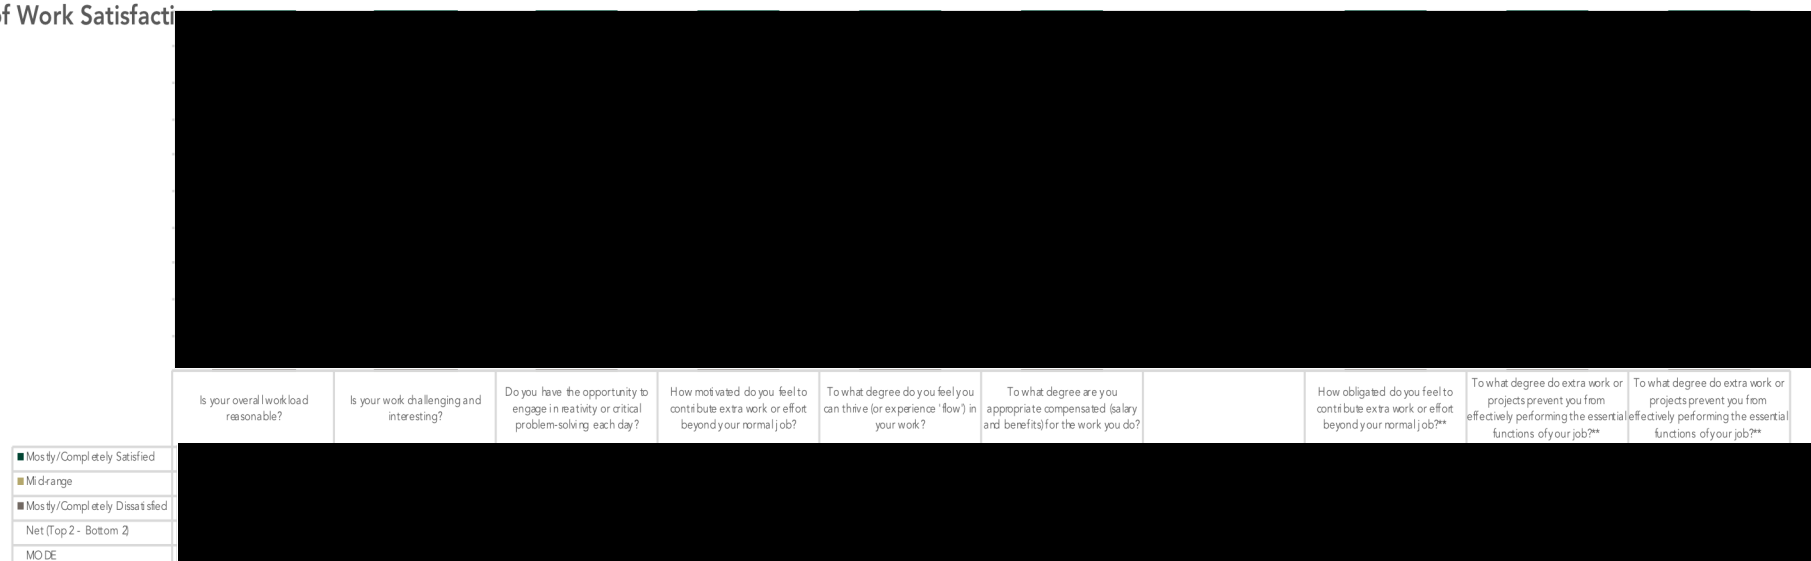 of Work Satisfacti
Is your overall workload
reasonable?
Is your work challenging and
interesting?
Do you have the opportunity to
engage in reativity or critical
problem-solving each day?
How motivated do you feel to
contribute extra work or effort
beyond your normal job?
To what degree do you feel you
can thrive (or experience 'flow') in
your work?
To what degree are you
appropriate compensated (salary
and benefits) for the work you do?
How obligated do you feel to
contribute extra work or effort
beyond your normal job?**
To what degree do extra work or
projects prevent you from
effectively performing the essential
functions of your job?**
To what degree do extra work or
projects prevent you from
effectively performing the essential
functions of your job?**
Mostly/Completely Satisfied
Mid-range
Mostly/Completely Dissatisfied
Net (Top 2 - Bottom 2)
MODE